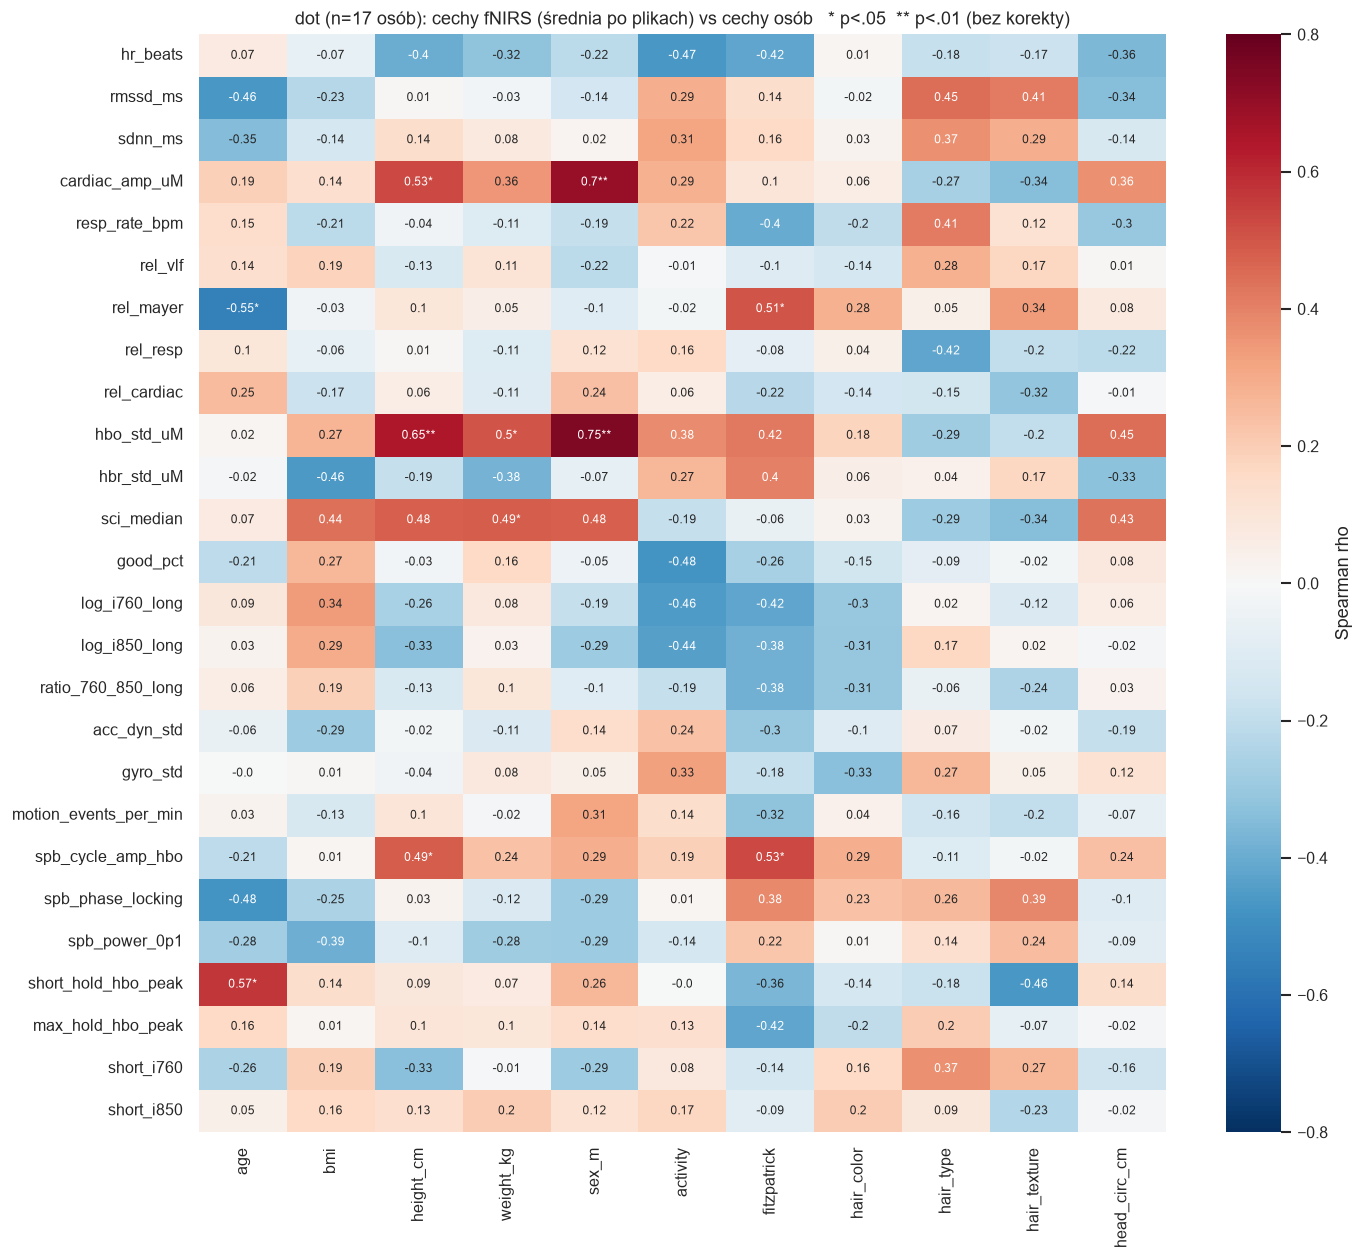 dot (n=17 osób): cechy fNIRS (średnia po plikach) vs cechy osób * p<.05 ** p<.01 (bez korekty)
hr_beats 0.07 -0.07 -0.4 -0.32 -0.22 -0.47 -0.42 0.01 -0.18 -0.17 -0.36
rmssd_ms -0.46 -0.23 0.01 -0.03 -0.14 0.29 0.14 -0.02 0.45 0.41 -0.34
sdnn_ms -0.35 -0.14 0.14 0.08 0.02 0.31 0.16 0.03 0.37 0.29 -0.14
cardiac_amp_uM 0.19 0.14 0.53* 0.36 0.7** 0.29 0.1 0.06 -0.27 -0.34 0.36
resp_rate_bpm 0.15 -0.21 -0.04 -0.11 -0.19 0.22 -0.4 -0.2 0.41 0.12 -0.3
rel_vlf 0.14 0.19 -0.13 0.11 -0.22 -0.01 -0.1 -0.14 0.28 0.17 0.01
rel_mayer -0.55* -0.03 0.1 0.05 -0.1 -0.02 0.51* 0.28 0.05 0.34 0.08
rel_resp 0.1 -0.06 0.01 -0.11 0.12 0.16 -0.08 0.04 -0.42 -0.2 -0.22
rel_cardiac 0.25 -0.17 0.06 -0.11 0.24 0.06 -0.22 -0.14 -0.15 -0.32 -0.01
hbo_std_uM 0.02 0.27 0.65** 0.5* 0.75** 0.38 0.42 0.18 -0.29 -0.2 0.45
hbr_std_uM -0.02 -0.46 -0.19 -0.38 -0.07 0.27 0.4 0.06 0.04 0.17 -0.33
sci_median 0.07 0.44 0.48 0.49* 0.48 -0.19 -0.06 0.03 -0.29 -0.34 0.43
good_pct -0.21 0.27 -0.03 0.16 -0.05 -0.48 -0.26 -0.15 -0.09 -0.02 0.08
log_i760_long 0.09 0.34 -0.26 0.08 -0.19 -0.46 -0.42 -0.3 0.02 -0.12 0.06
log_i850_long 0.03 0.29 -0.33 0.03 -0.29 -0.44 -0.38 -0.31 0.17 0.02 -0.02
ratio_760_850_long 0.06 0.19 -0.13 0.1 -0.1 -0.19 -0.38 -0.31 -0.06 -0.24 0.03
acc_dyn_std -0.06 -0.29 -0.02 -0.11 0.14 0.24 -0.3 -0.1 0.07 -0.02 -0.19
gyro_std -0.0 0.01 -0.04 0.08 0.05 0.33 -0.18 -0.33 0.27 0.05 0.12
motion_events_per_min 0.03 -0.13 0.1 -0.02 0.31 0.14 -0.32 0.04 -0.16 -0.2 -0.07
spb_cycle_amp_hbo -0.21 0.01 0.49* 0.24 0.29 0.19 0.53* 0.29 -0.11 -0.02 0.24
spb_phase_locking -0.48 -0.25 0.03 -0.12 -0.29 0.01 0.38 0.23 0.26 0.39 -0.1
spb_power_0p1 -0.28 -0.39 -0.1 -0.28 -0.29 -0.14 0.22 0.01 0.14 0.24 -0.09
short_hold_hbo_peak 0.57* 0.14 0.09 0.07 0.26 -0.0 -0.36 -0.14 -0.18 -0.46 0.14
max_hold_hbo_peak 0.16 0.01 0.1 0.1 0.14 0.13 -0.42 -0.2 0.2 -0.07 -0.02
short_i760 -0.26 0.19 -0.33 -0.01 -0.29 0.08 -0.14 0.16 0.37 0.27 -0.16
short_i850 0.05 0.16 0.13 0.2 0.12 0.17 -0.09 0.2 0.09 -0.23 -0.02
age bmi height_cm weight_kg sex_m activity fitzpatrick hair_color hair_type hair_texture head_circ_cm
0.8
0.6
0.4
0.2
0.0
−0.2
−0.4
−0.6
−0.8
Spearman rho